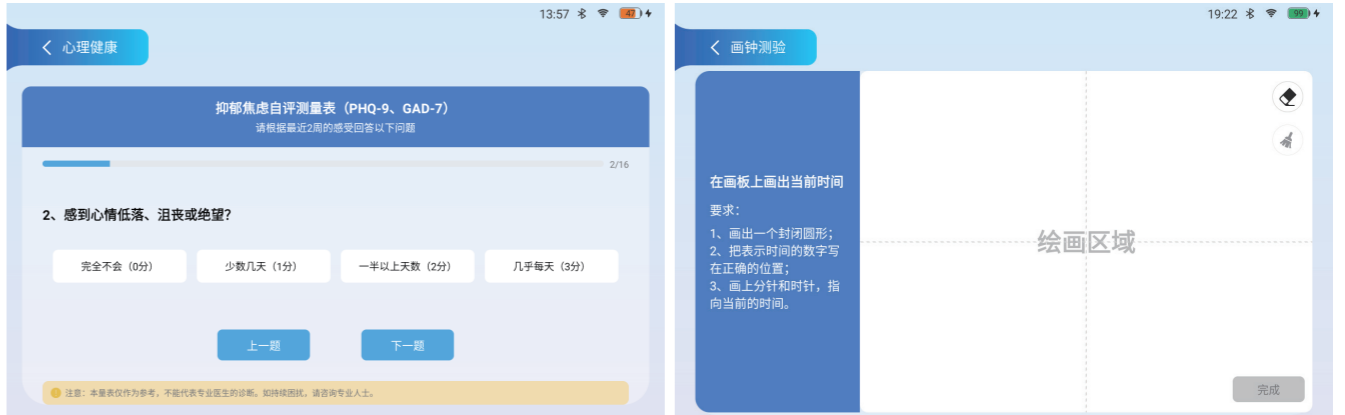 13:57
47
心理健康
抑郁焦虑自评测量表（PHQ-9、GAD-7）
请根据最近2周的感受回答以下问题
2/16
2、感到心情低落、沮丧或绝望？
完全不会（0分）
少数几天（1分）
一半以上天数（2分）
几乎每天（3分）
上一题
下一题
注意：本量表仅作为参考，不能代表专业医生的诊断。如持续困扰，请咨询专业人士。
19:22
99
画钟测验
在画板上画出当前时间
要求：
1、画出一个封闭圆形；
2、把表示时间的数字写
在正确的位置；
3、画上分针和时针，指
向当前的时间。
绘画区域
完成